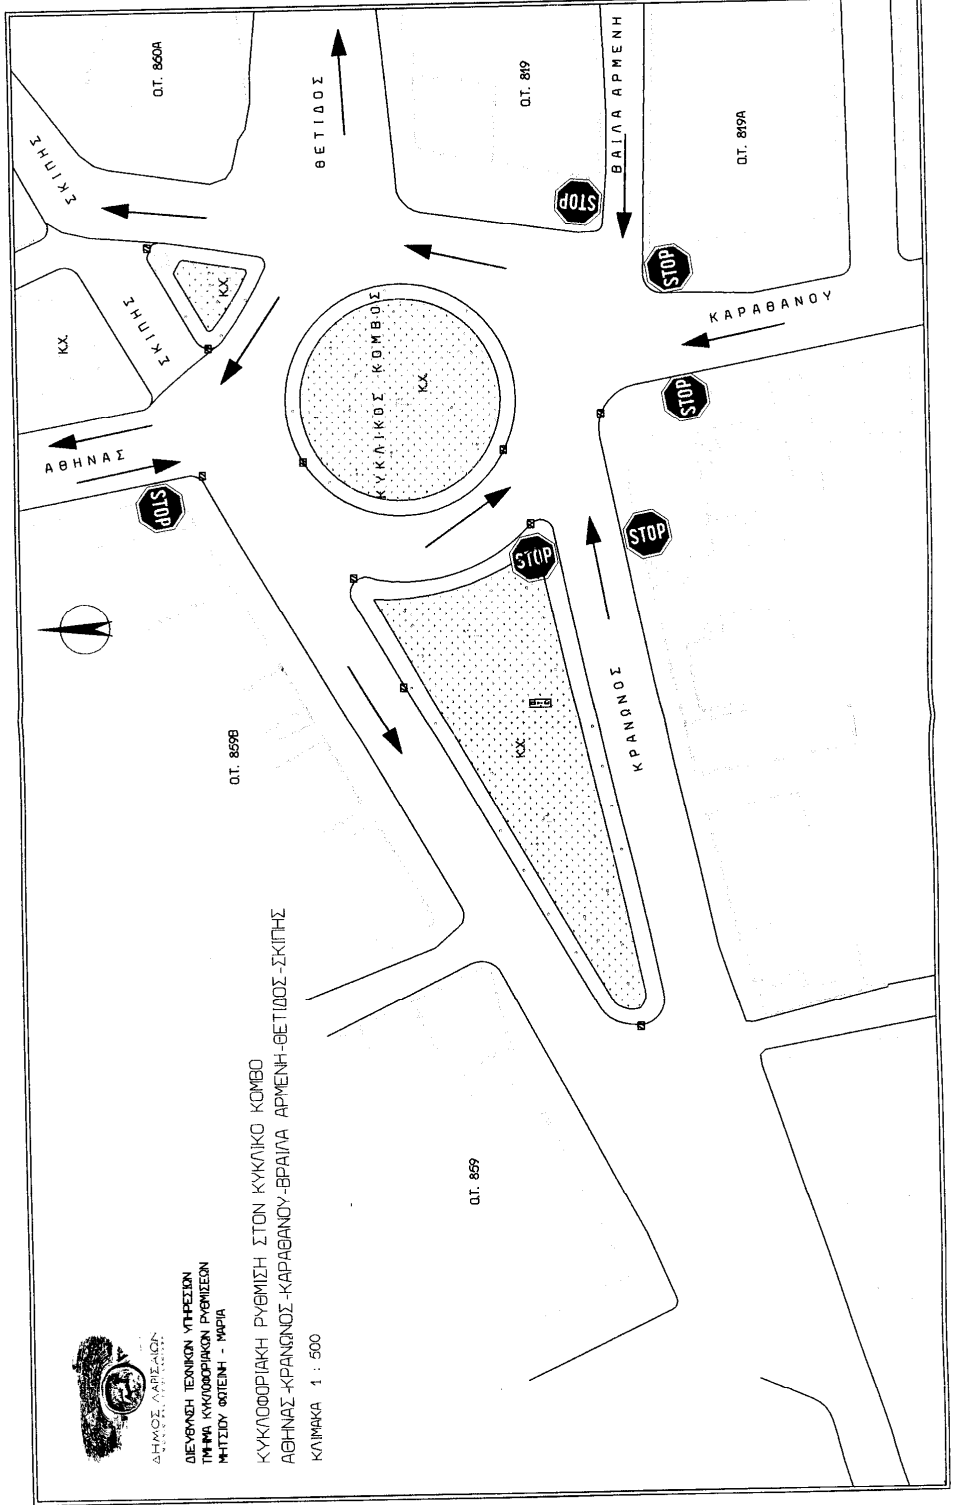 ΔΗΜΟΣ ΛΑΡΙΣΑΙΩΝ
ΔΙΕΥΘΥΝΣΗ ΤΕΧΝΙΚΩΝ ΥΠΗΡΕΣΙΩΝ
ΤΜΗΜΑ ΚΥΚΛΟΦΟΡΙΑΚΩΝ ΡΥΘΜΙΣΕΩΝ
ΜΗΤΣΙΟΥ ΦΩΤΕΙΝΗ - ΜΑΡΙΑ
ΚΥΚΛΟΦΟΡΙΑΚΗ ΡΥΘΜΙΣΗ ΣΤΟΝ ΚΥΚΛΙΚΟ ΚΟΜΒΟ
ΑΘΗΝΑΣ-ΚΡΑΝΩΝΟΣ-ΚΑΡΑΘΑΝΟΥ-ΒΡΑΙΛΑ ΑΡΜΕΝΗ-ΘΕΤΙΔΟΣ-ΣΚΙΠΗΣ
ΚΛΙΜΑΚΑ 1 : 500
Ο.Τ. 859
Ο.Τ. 859Β
Κ.Χ.
ΚΡΑΝΩΝΟΣ
STOP
STOP
STOP
ΑΘΗΝΑΣ
Κ.Χ.
ΣΚΙΠΗΣ
ΣΚΙΠΗΣ
Κ.Χ.
ΚΥΚΛΙΚΟΣ ΚΟΜΒΟΣ
Κ.Χ.
STOP
ΚΑΡΑΘΑΝΟΥ
STOP
STOP
Ο.Τ. 860Α
ΘΕΤΙΔΟΣ
Ο.Τ. 819
ΒΑΙΛΑ ΑΡΜΕΝΗ
Ο.Τ. 819Α